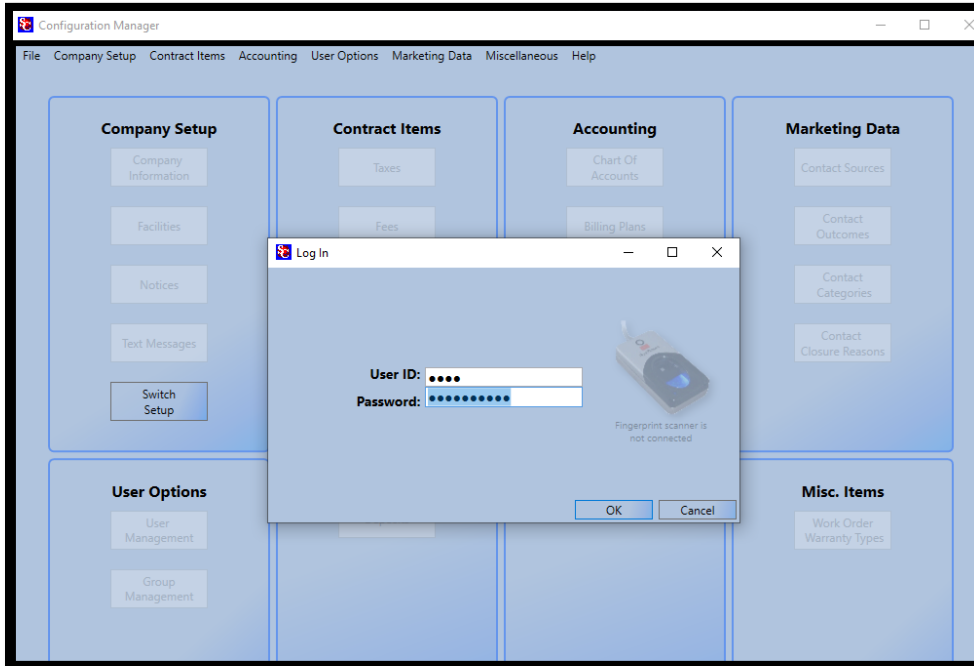 Configuration Manager
File Company Setup Contract Items Accounting User Options Marketing Data Miscellaneous Help
Company Setup
Company
Information
Facilities
Notices
Text Messages
Switch
Setup
Contract Items
Taxes
Fees
Accounting
Chart Of
Accounts
Billing Plans
Marketing Data
Contact Sources
Contact
Outcomes
Contact
Categories
Contact
Closure Reasons
SC Log In
User ID: ●●●●
Password: ●●●●●●●●●●
Fingerprint scanner is
not connected
OK Cancel
User Options
User
Management
Group
Management
Misc. Items
Work Order
Warranty Types